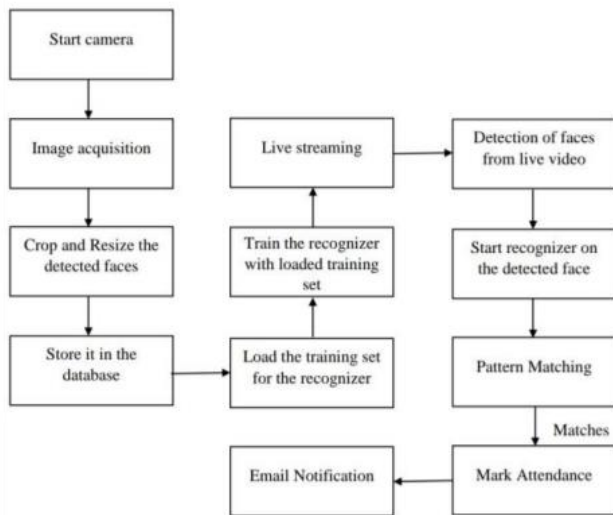 Start camera
Image acquisition
Crop and Resize the
detected faces
Store it in the
database
Load the training set
for the recognizer
Train the recognizer
with loaded training
set
Live streaming
Detection of faces
from live video
Start recognizer on
the detected face
Pattern Matching
Matches
Mark Attendance
Email Notification